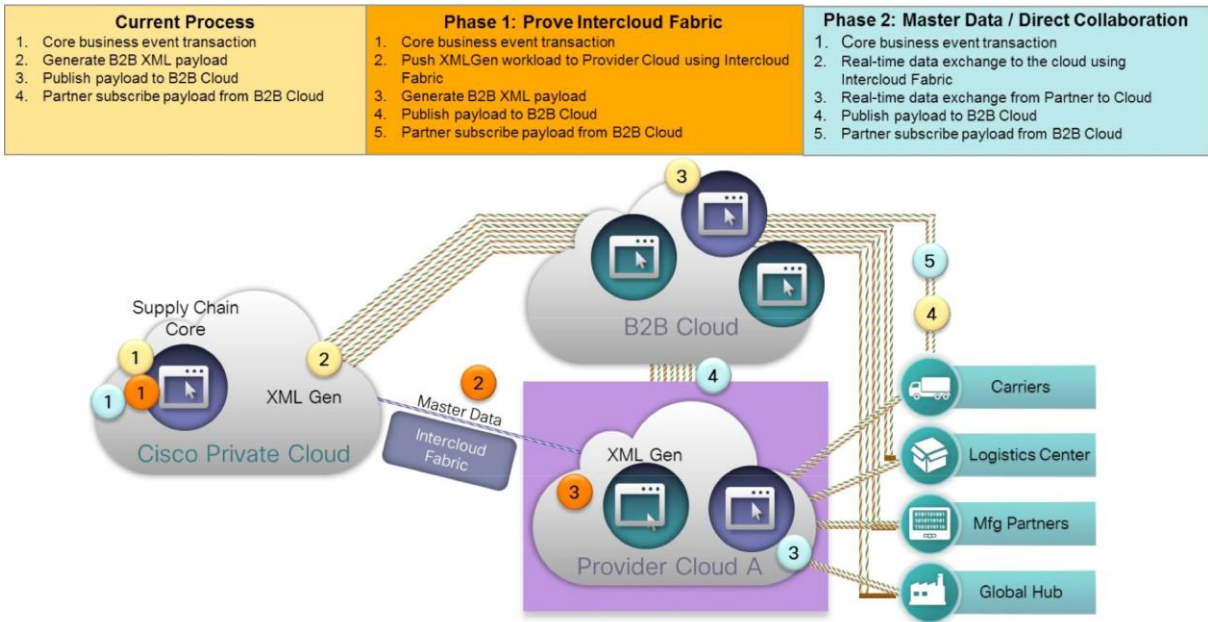 Current Process
1. Core business event transaction
2. Generate B2B XML payload
3. Publish payload to B2B Cloud
4. Partner subscribe payload from B2B Cloud
Phase 1: Prove Intercloud Fabric
1. Core business event transaction
2. Push XMLGen workload to Provider Cloud using Intercloud
Fabric
3. Generate B2B XML payload
4. Publish payload to B2B Cloud
5. Partner subscribe payload from B2B Cloud
Phase 2: Master Data / Direct Collaboration
1. Core business event transaction
2. Real-time data exchange to the cloud using
Intercloud Fabric
3. Real-time data exchange from Partner to Cloud
4. Publish payload to B2B Cloud
5. Partner subscribe payload from B2B Cloud
3
B2B Cloud
5
4
Supply Chain
Core
1
1
1
2
XML Gen
Cisco Private Cloud
2
Master Data
Intercloud
Fabric
4
XML Gen
3
3
Provider Cloud A
Carriers
Logistics Center
Mfg Partners
Global Hub